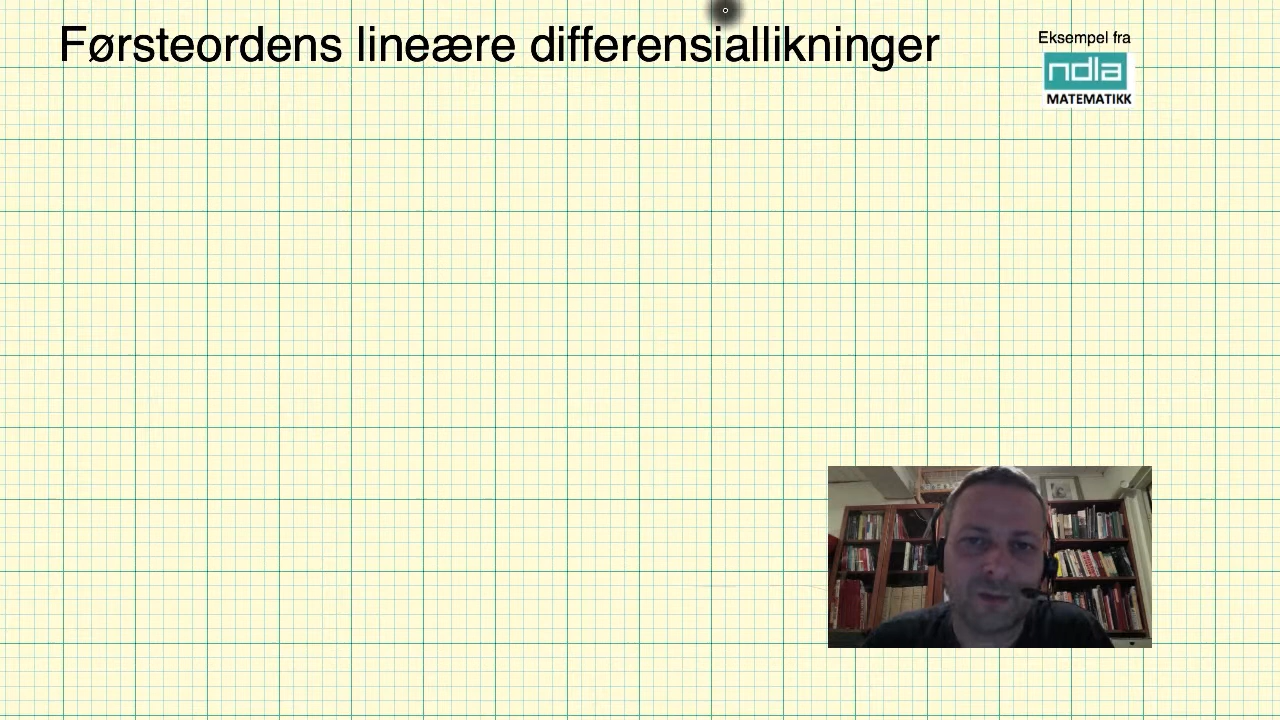 Førsteordens lineære differensiallikninger
Eksempel fra
ndla
MATEMATIKK